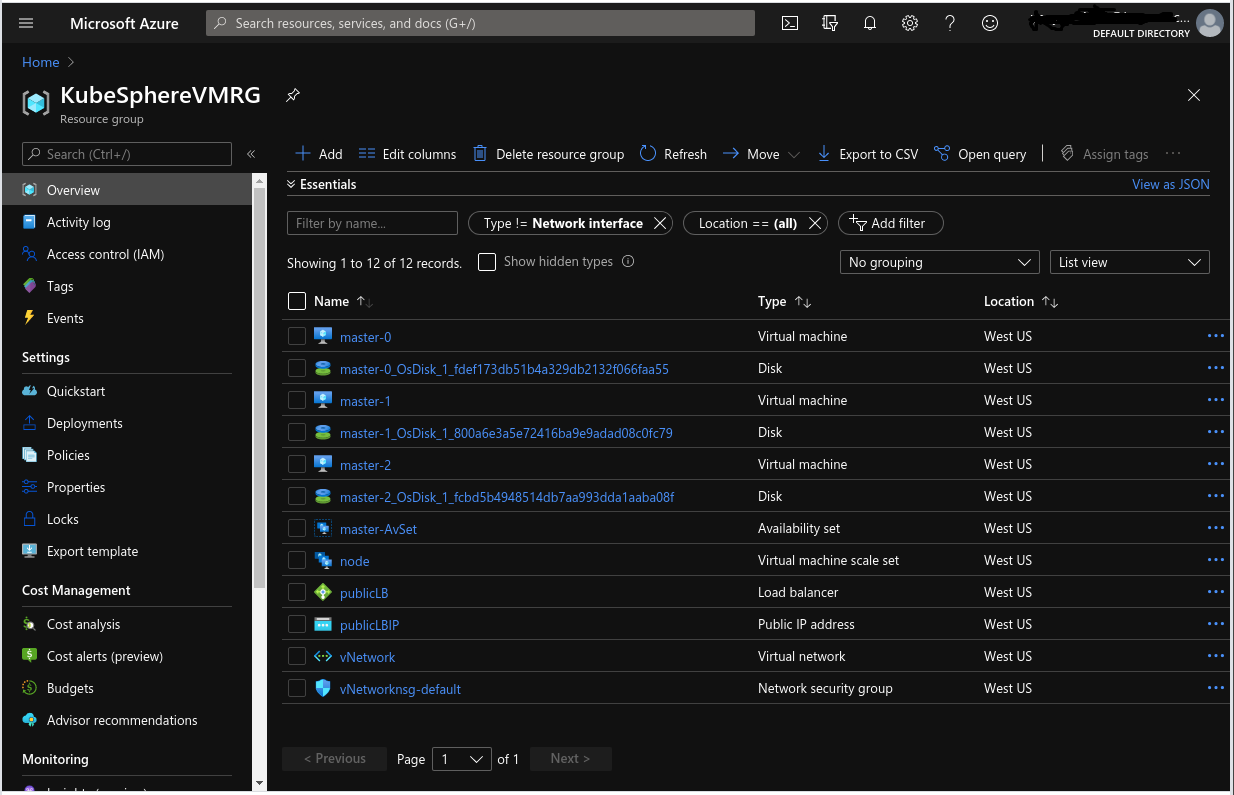 Microsoft Azure
Search resources, services, and docs (G+/)
DEFAULT DIRECTORY
Home >
KubeSphereVMRG
Resource group
Search (Ctrl+/)
«
Overview
Activity log
Access control (IAM)
Tags
Events
Settings
Quickstart
Deployments
Policies
Properties
Locks
Export template
Cost Management
Cost analysis
Cost alerts (preview)
Budgets
Advisor recommendations
Monitoring
Add Edit columns Delete resource group Refresh Move Export to CSV Open query Assign tags ...
Essentials View as JSON
Filter by name... Type != Network interface Location == (all) Add filter
Showing 1 to 12 of 12 records. Show hidden types No grouping List view
Name ↑↓ Type ↑↓ Location ↑↓
master-0 Virtual machine West US ...
master-0_OsDisk_1_fdef173db51b4a329db2132f066faa55 Disk West US ...
master-1 Virtual machine West US ...
master-1_OsDisk_1_800a6e3a5e72416ba9e9adad08c0fc79 Disk West US ...
master-2 Virtual machine West US ...
master-2_OsDisk_1_fcbd5b4948514db7aa993dda1aaba08f Disk West US ...
master-AvSet Availability set West US ...
node Virtual machine scale set West US ...
publicLB Load balancer West US ...
publicLBIP Public IP address West US ...
vNetwork Virtual network West US ...
vNetworknsg-default Network security group West US ...
< Previous Page 1 of 1 Next >